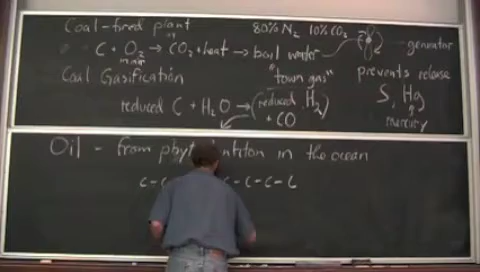 Coal-fired plant 80% N2 10% CO2
C + O2 → CO2 + heat → boil water generator
in air
Coal Gasification "town gas" prevents release
reduced C + H2O → (reduced H2) S, Hg
+ CO mercury
Oil - from in the ocean
C-C C-C-C-C